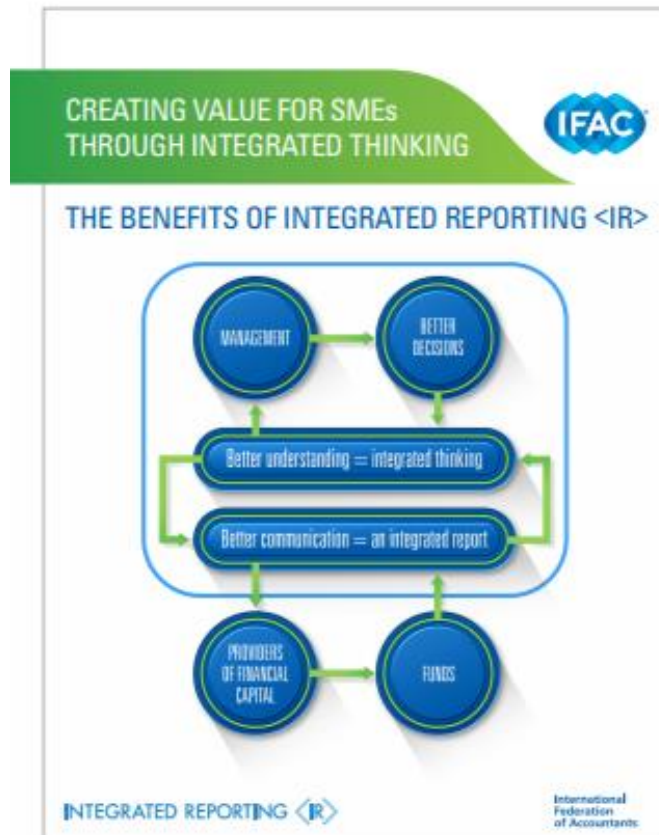 CREATING VALUE FOR SMEs
THROUGH INTEGRATED THINKING
IFAC
THE BENEFITS OF INTEGRATED REPORTING <IR>
MANAGEMENT
BETTER
DECISIONS
Better understanding = integrated thinking
Better communication = an integrated report
PROVIDERS
OF FINANCIAL
CAPITAL
FUNDS
INTEGRATED REPORTING <IR>
International
Federation
of Accountants